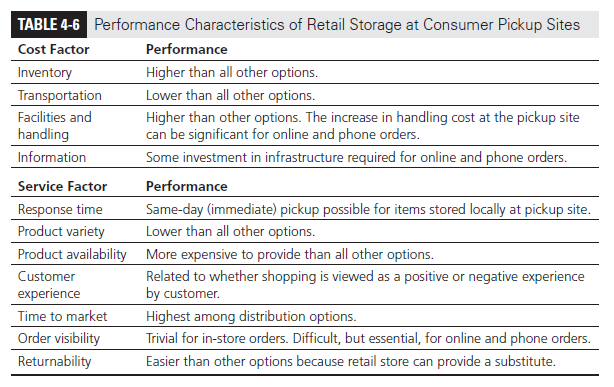 TABLE 4-6 Performance Characteristics of Retail Storage at Consumer Pickup Sites
Cost Factor Performance
Inventory Higher than all other options.
Transportation Lower than all other options.
Facilities and handling Higher than other options. The increase in handling cost at the pickup site
can be significant for online and phone orders.
Information Some investment in infrastructure required for online and phone orders.
Service Factor Performance
Response time Same-day (immediate) pickup possible for items stored locally at pickup site.
Product variety Lower than all other options.
Product availability More expensive to provide than all other options.
Customer experience Related to whether shopping is viewed as a positive or negative experience
by customer.
Time to market Highest among distribution options.
Order visibility Trivial for in-store orders. Difficult, but essential, for online and phone orders.
Returnability Easier than other options because retail store can provide a substitute.